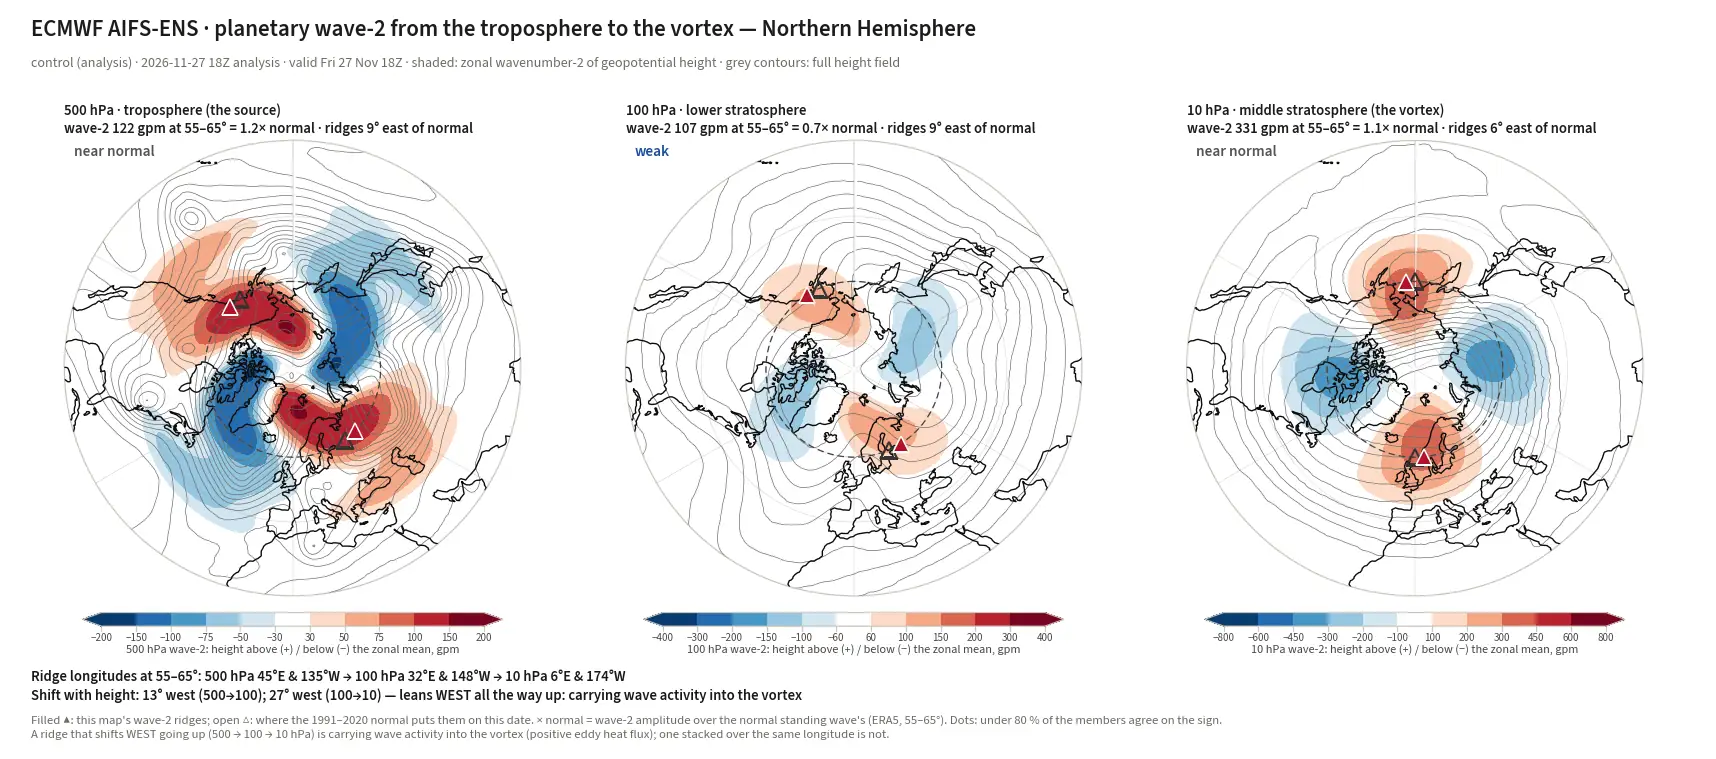 ECMWF AIFS-ENS · planetary wave-2 from the troposphere to the vortex — Northern Hemisphere
control (analysis) · 2026-11-27 18Z analysis · valid Fri 27 Nov 18Z · shaded: zonal wavenumber-2 of geopotential height · grey contours: full height field
500 hPa · troposphere (the source)
wave-2 122 gpm at 55–65° = 1.2× normal · ridges 9° east of normal
near normal
100 hPa · lower stratosphere
wave-2 107 gpm at 55–65° = 0.7× normal · ridges 9° east of normal
weak
10 hPa · middle stratosphere (the vortex)
wave-2 331 gpm at 55–65° = 1.1× normal · ridges 6° east of normal
near normal
−200 −150 −100 −75 −50 −30 30 50 75 100 150 200
500 hPa wave-2: height above (+) / below (−) the zonal mean, gpm
−400 −300 −200 −150 −100 −60 60 100 150 200 300 400
100 hPa wave-2: height above (+) / below (−) the zonal mean, gpm
−800 −600 −450 −300 −200 −100 100 200 300 450 600 800
10 hPa wave-2: height above (+) / below (−) the zonal mean, gpm
Ridge longitudes at 55–65°: 500 hPa 45°E & 135°W → 100 hPa 32°E & 148°W → 10 hPa 6°E & 174°W
Shift with height: 13° west (500→100); 27° west (100→10) — leans WEST all the way up: carrying wave activity into the vortex
Filled ▲: this map's wave-2 ridges; open △: where the 1991–2020 normal puts them on this date. × normal = wave-2 amplitude over the normal standing wave's (ERA5, 55–65°). Dots: under 80 % of the members agree on the sign.
A ridge that shifts WEST going up (500 → 100 → 10 hPa) is carrying wave activity into the vortex (positive eddy heat flux); one stacked over the same longitude is not.